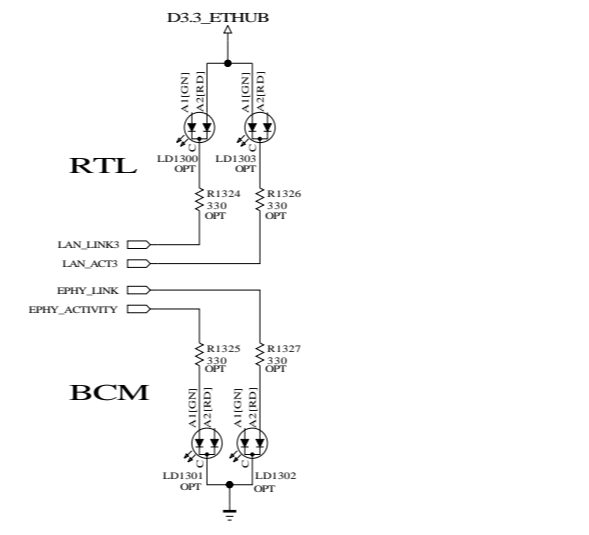 D3.3_ETHUB
A1[GN]
A2[RD]
A1[GN]
A2[RD]
C
C
LD1300
OPT
LD1303
OPT
RTL
R1324
330
OPT
R1326
330
OPT
LAN_LINK3
LAN_ACT3
EPHY_LINK
EPHY_ACTIVITY
R1325
330
OPT
R1327
330
OPT
BCM
A1[GN]
A2[RD]
A1[GN]
A2[RD]
C
C
LD1301
OPT
LD1302
OPT